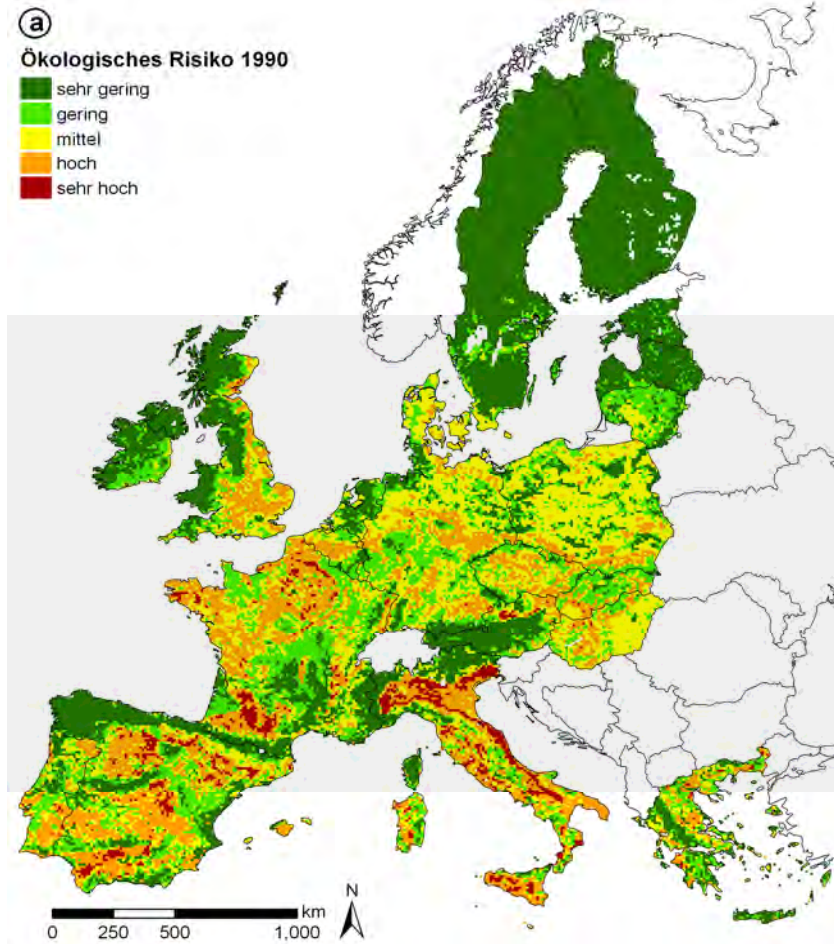 a
Ökologisches Risiko 1990
sehr gering
gering
mittel
hoch
sehr hoch
N
km
0 250 500 1,000